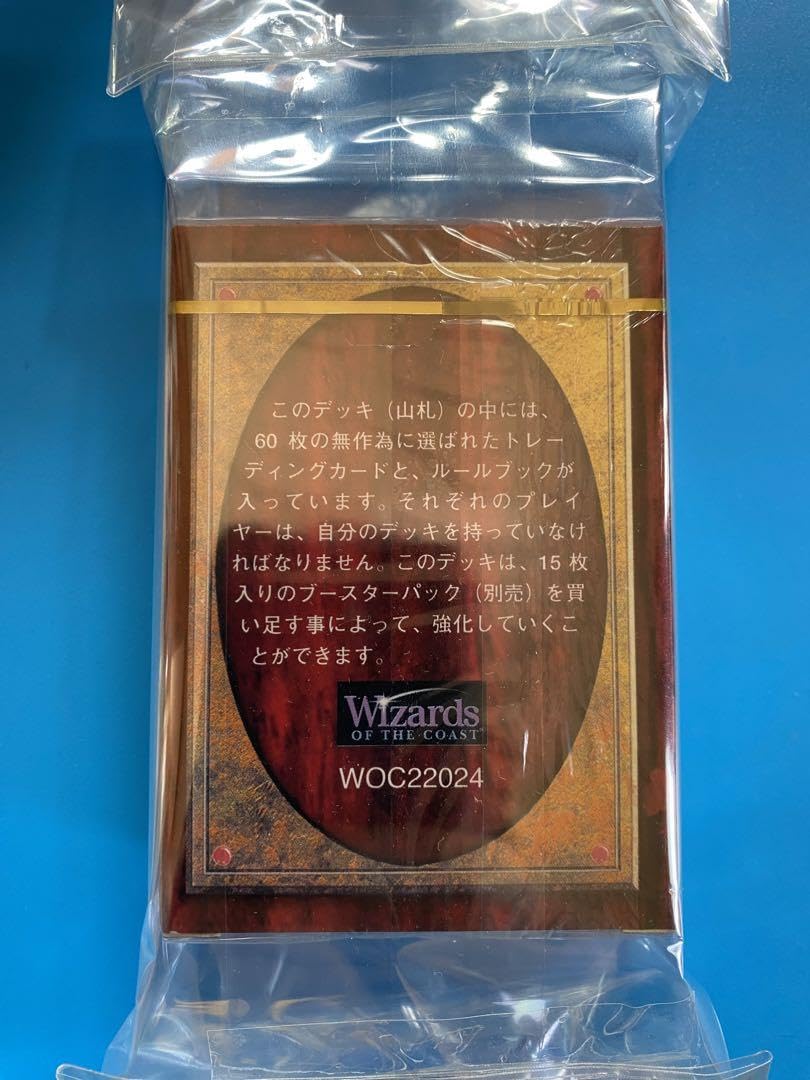 このデッキ（山札）の中には、
60 枚の無作為に選ばれたトレー
ディングカードと、ルールブックが
入っています。それぞれのプレイ
ヤーは、自分のデッキを持っていなけ
ればなりません。このデッキは、15 枚
入りのブースターパック（別売）を買
い足す事によって、強化していくこ
とができます。
Wizards
OF THE COAST
WOC22024